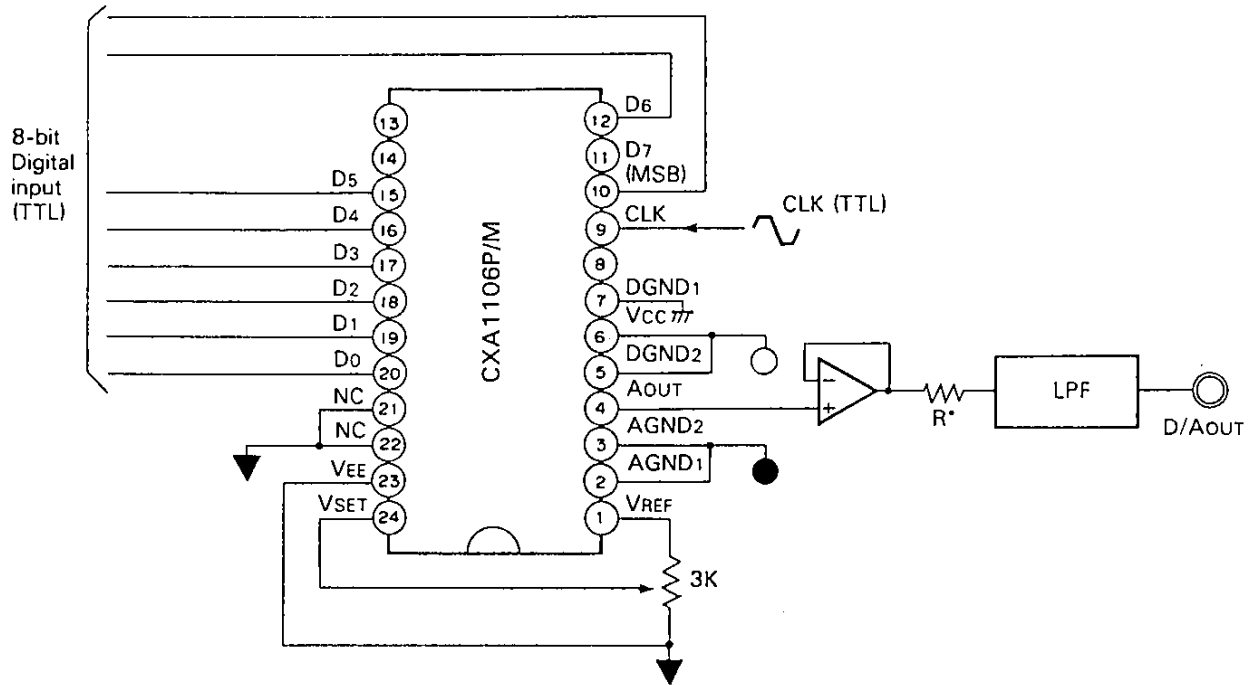 8-bit
Digital
input
(TTL)
D5
D4
D3
D2
D1
D0
NC
NC
VEE
VSET
13
14
15
16
17
18
19
20
21
22
23
24
CXA1106P/M
12
11
10
9
8
7
6
5
4
3
2
1
D6
D7
(MSB)
CLK
DGND1
VCC
DGND2
AOUT
AGND2
AGND1
VREF
CLK (TTL)
3K
−
+
R*
LPF
D/AOUT